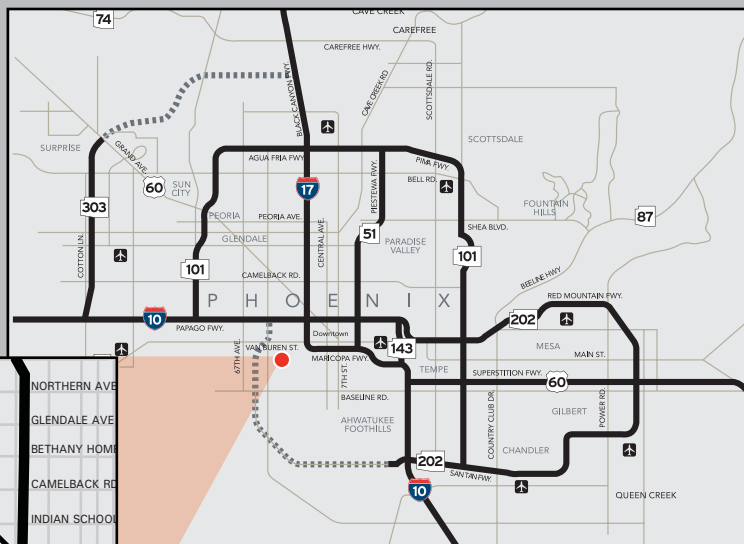 CAVE CREEK
74
CAREFREE
CAREFREE HWY.
BLACK CANYON HWY.
CAVE CREEK RD
SCOTTSDALE RD.
SURPRISE
GRAND AVE.
SCOTTSDALE
AGUA FRIA FWY.
PIMA FWY.
60
SUN
CITY
17
PIESTEWA FWY.
BELL RD.
303
PEORIA
PEORIA AVE.
FOUNTAIN
HILLS
87
COTTON LN.
GLENDALE
CENTRAL AVE.
51
PARADISE
VALLEY
SHEA BLVD.
101
101
CAMELBACK RD.
BEELINE HWY
PHOENIX
RED MOUNTAIN FWY.
10
PAPAGO FWY.
202
Downtown
67TH AVE.
VAN BUREN ST.
143
MESA
MARICOPA FWY.
MAIN ST.
7TH ST.
TEMPE
SUPERSTITION FWY.
60
NORTHERN AVE
BASELINE RD.
COUNTRY CLUB DR.
POWER RD.
GILBERT
GLENDALE AVE
AHWATUKEE
FOOTHILLS
BETHANY HOME
CHANDLER
202
SANTAN FWY.
CAMELBACK RD
10
QUEEN CREEK
INDIAN SCHOOL